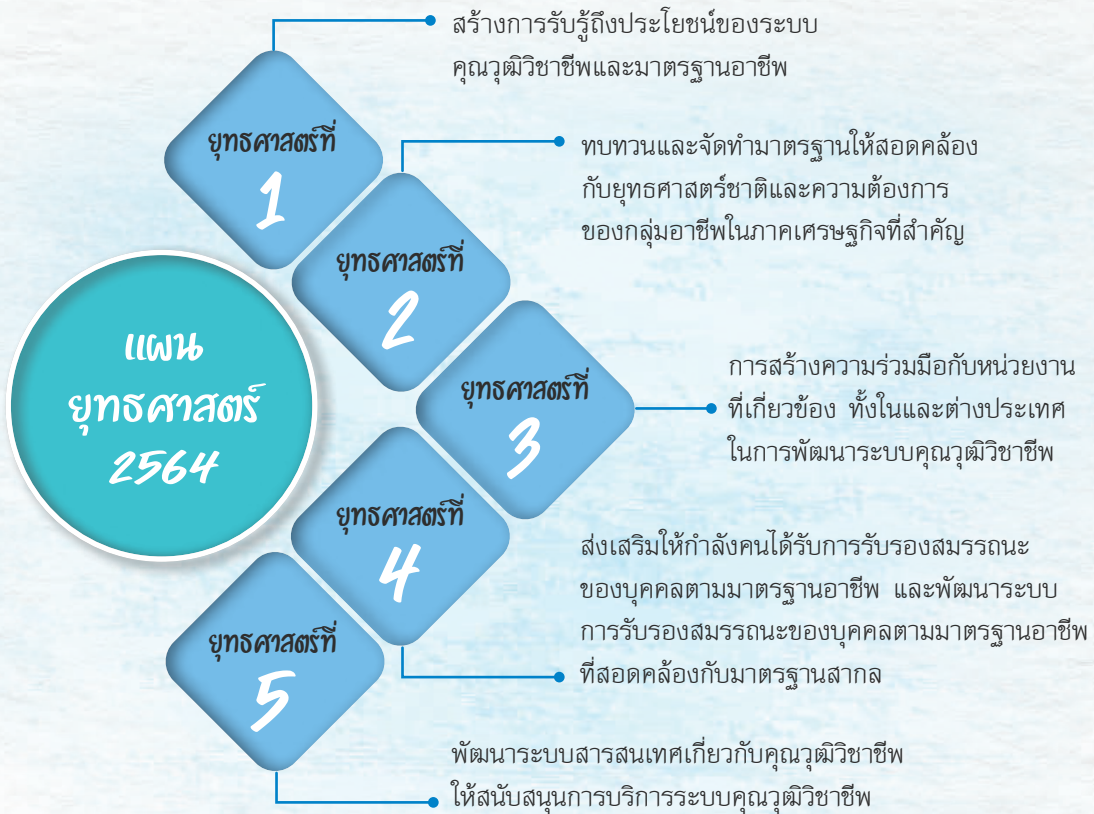 สร้างการรับรู้ถึงประโยชน์ของระบบ
คุณวุฒิวิชาชีพและมาตรฐานอาชีพ
ยุทธศาสตร์ที่
1
ทบทวนและจัดทำมาตรฐานให้สอดคล้อง
กับยุทธศาสตร์ชาติและความต้องการ
ของกลุ่มอาชีพในภาคเศรษฐกิจที่สำคัญ
ยุทธศาสตร์ที่
2
แผน
ยุทธศาสตร์
2564
การสร้างความร่วมมือกับหน่วยงาน
ที่เกี่ยวข้อง ทั้งในและต่างประเทศ
ในการพัฒนาระบบคุณวุฒิวิชาชีพ
ยุทธศาสตร์ที่
3
ยุทธศาสตร์ที่
4
ส่งเสริมให้กำลังคนได้รับการรับรองสมรรถนะ
ของบุคคลตามมาตรฐานอาชีพ และพัฒนาระบบ
การรับรองสมรรถนะของบุคคลตามมาตรฐานอาชีพ
ที่สอดคล้องกับมาตรฐานสากล
ยุทธศาสตร์ที่
5
พัฒนาระบบสารสนเทศเกี่ยวกับคุณวุฒิวิชาชีพ
ให้สนับสนุนการบริการระบบคุณวุฒิวิชาชีพ